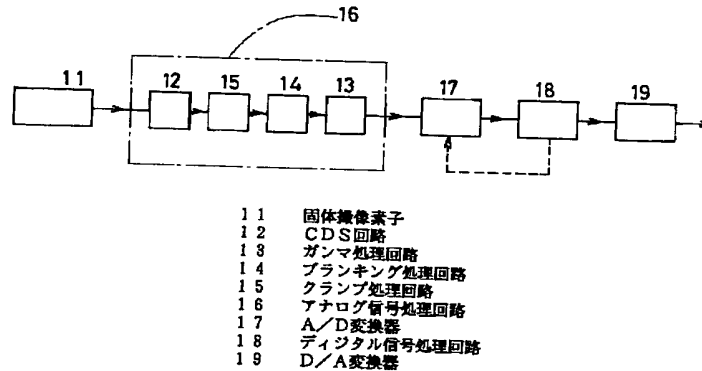 16
11
12
15
14
13
17
18
19
11 固体撮像素子
12 CDS回路
13 ガンマ処理回路
14 ブランキング処理回路
15 クランプ処理回路
16 アナログ信号処理回路
17 A/D変換器
18 ディジタル信号処理回路
19 D/A変換器